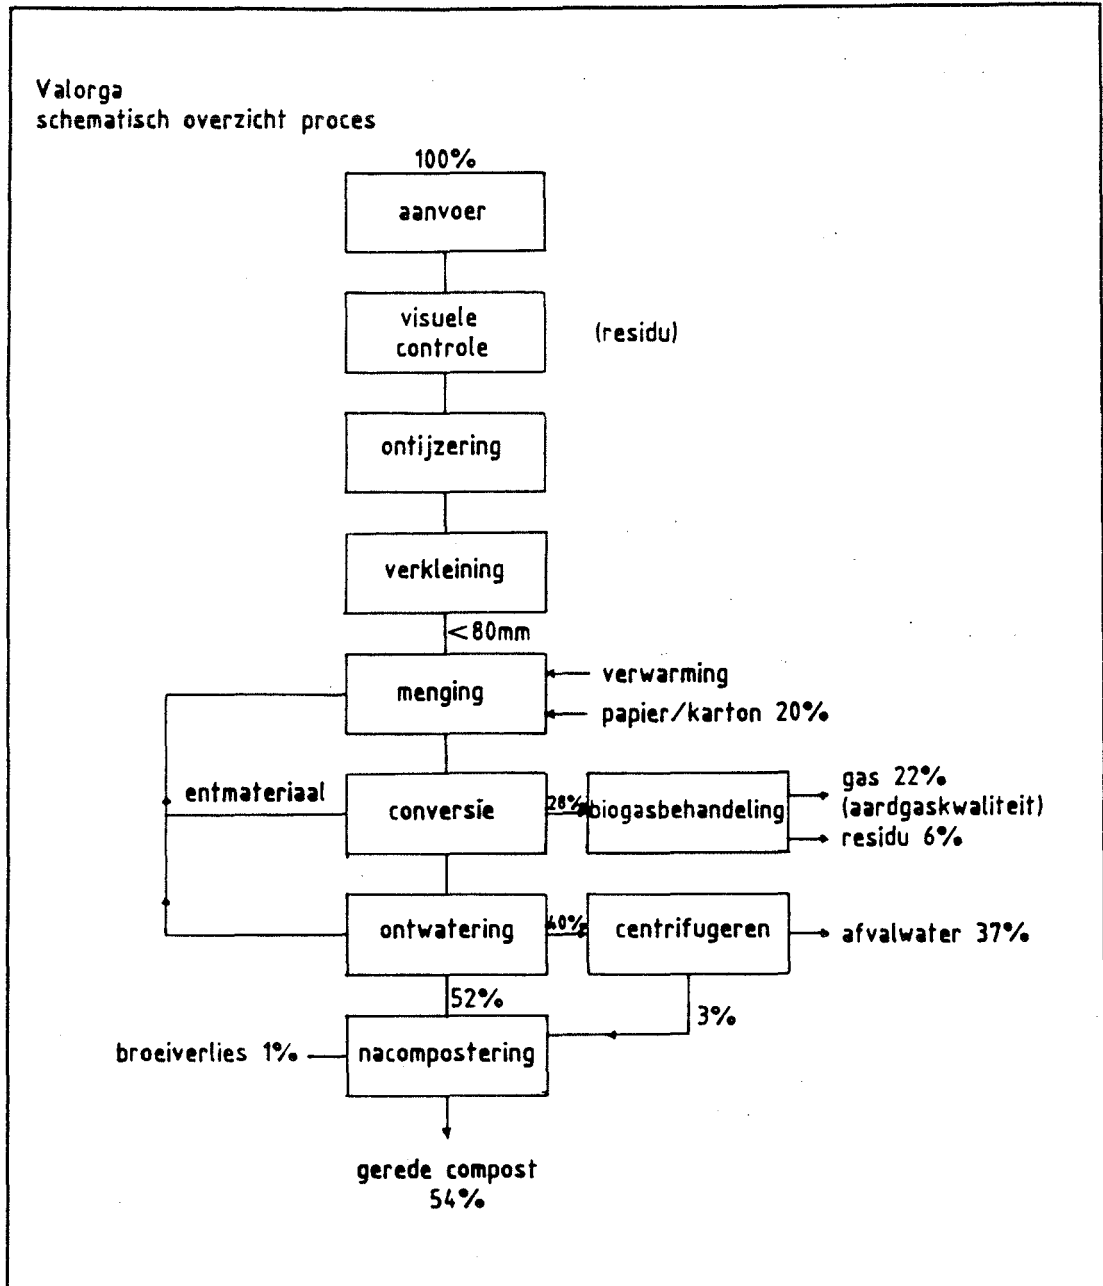 Valorga
schematisch overzicht proces
100%
aanvoer
visuele
controle
(residu)
ontijzering
verkleining
<80mm
menging
verwarming
papier/karton 20%
entmateriaal
conversie
28%
biogasbehandeling
gas 22%
(aardgaskwaliteit)
residu 6%
ontwatering
40%
centrifugeren
afvalwater 37%
52%
3%
broeiverlies 1%
nacompostering
gerede compost
54%